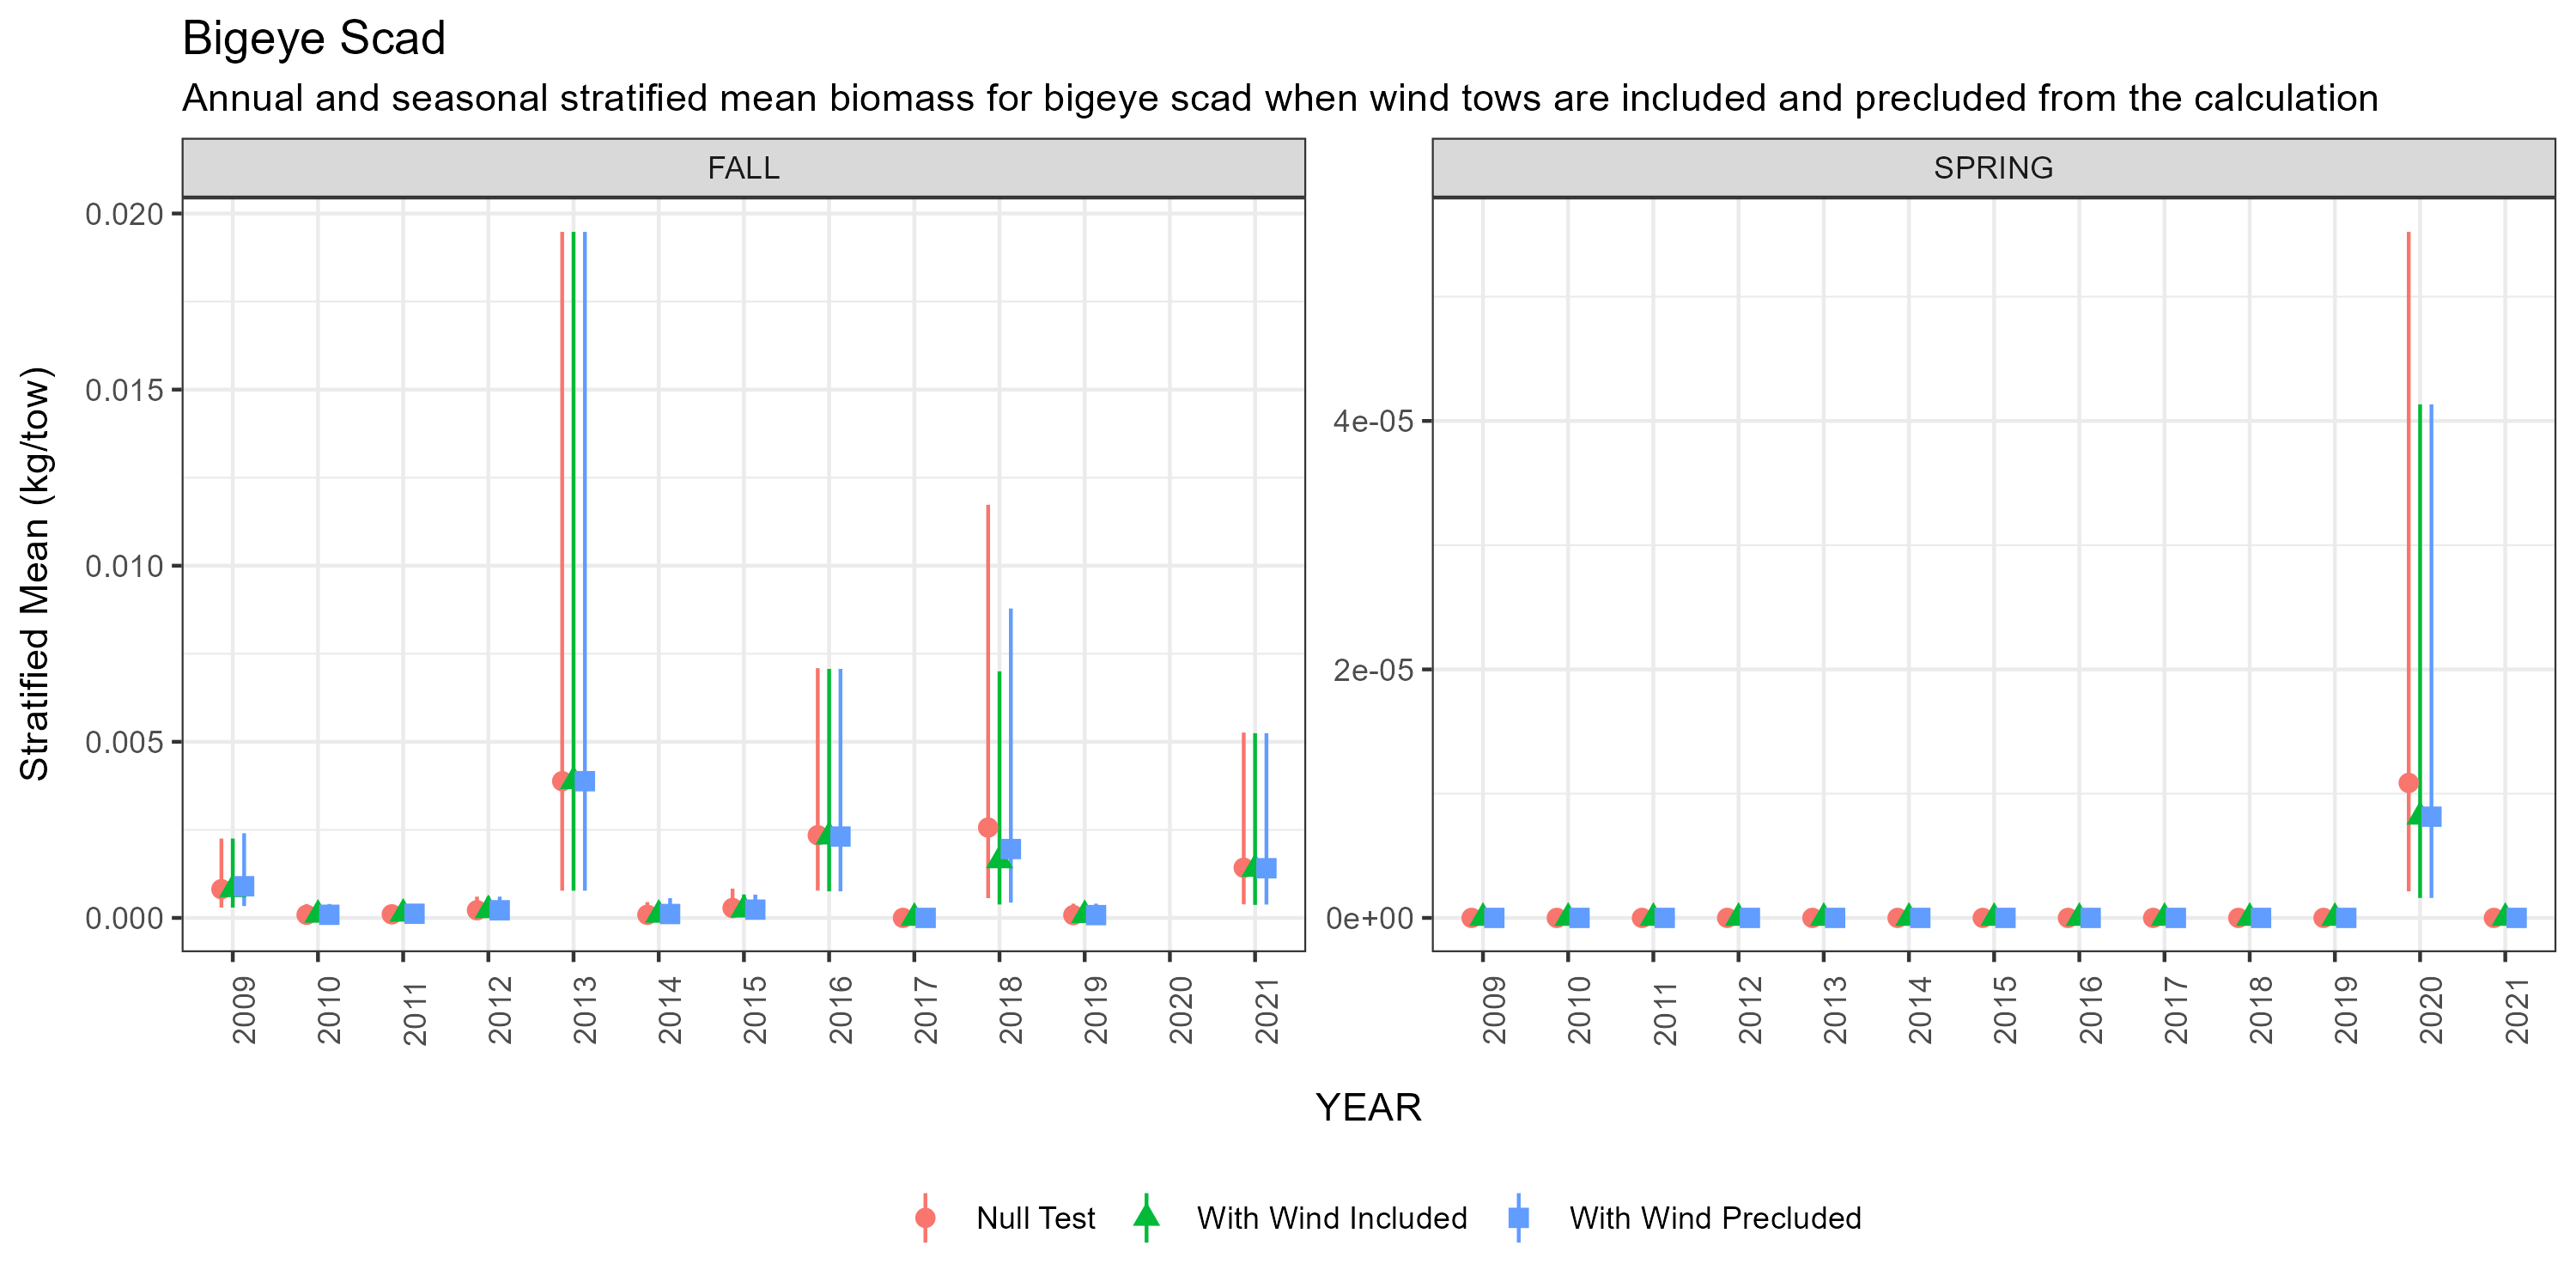 Bigeye Scad
Annual and seasonal stratified mean biomass for bigeye scad when wind tows are included and precluded from the calculation
FALL
SPRING
Stratified Mean (kg/tow)
0.020
0.015
0.010
0.005
0.000
4e-05
2e-05
0e+00
2009 2010 2011 2012 2013 2014 2015 2016 2017 2018 2019 2020 2021
2009 2010 2011 2012 2013 2014 2015 2016 2017 2018 2019 2020 2021
YEAR
Null Test With Wind Included With Wind Precluded